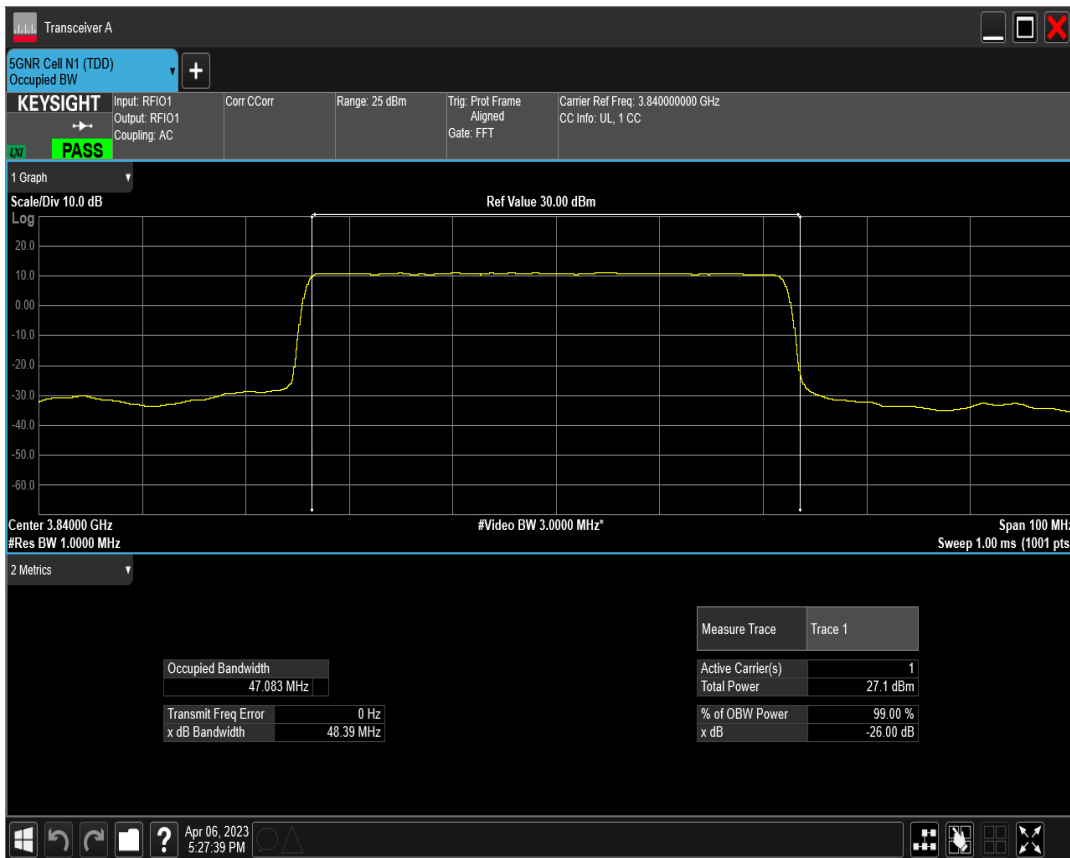 Transceiver A
5GNR Cell N1 (TDD)
Occupied BW
+
KEYSIGHT
LXI
PASS
Input: RFIO1
Output: RFIO1
Coupling: AC
Corr CCorr
Range: 25 dBm
Trig: Prot Frame
Aligned
Gate: FFT
Carrier Ref Freq: 3.840000000 GHz
CC Info: UL, 1 CC
1 Graph
Scale/Div 10.0 dB
Ref Value 30.00 dBm
Log
20.0
10.0
0.00
-10.0
-20.0
-30.0
-40.0
-50.0
-60.0
Center 3.84000 GHz
#Video BW 3.0000 MHz*
Span 100 MHz
#Res BW 1.0000 MHz
Sweep 1.00 ms (1001 pts
2 Metrics
Measure Trace Trace 1
Occupied Bandwidth
47.083 MHz
Active Carrier(s) 1
Total Power 27.1 dBm
Transmit Freq Error 0 Hz
x dB Bandwidth 48.39 MHz
% of OBW Power 99.00 %
x dB -26.00 dB
?
Apr 06, 2023
5:27:39 PM